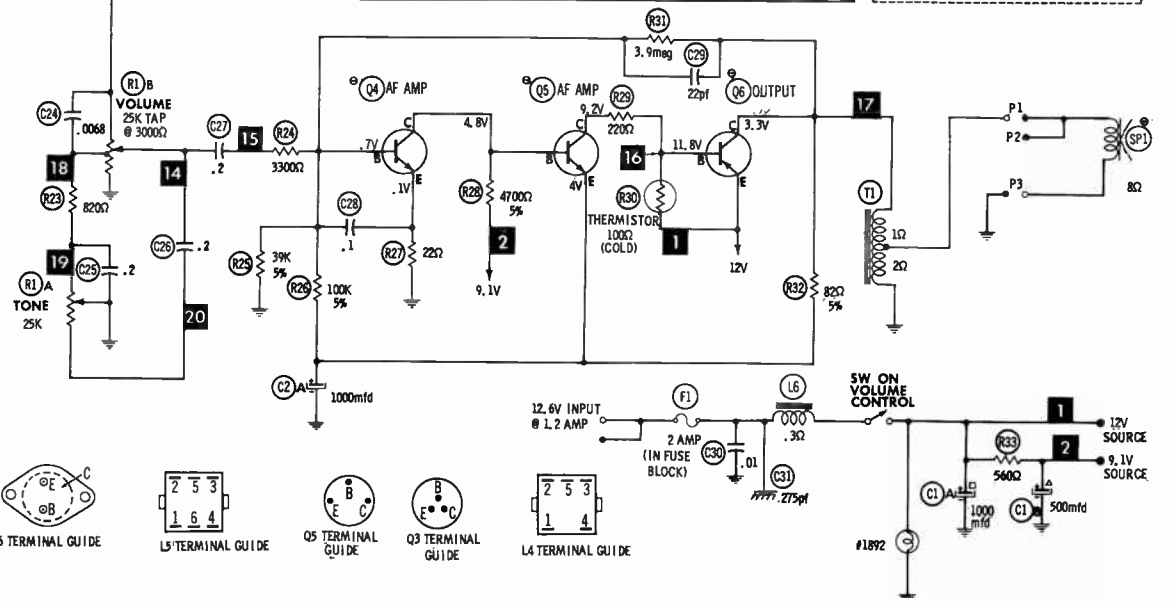 R31
3.9meg
C29
22pf
R1 B
VOLUME
25K TAP
@ 3000Ω
C24
.0068
C27
.2
15
R24
3300Ω
Q4 AF AMP
C
B
E
.7V
.1V
4.8V
Q5 AF AMP
C
B
E
9.2V
4V
R29
220Ω
Q6 OUTPUT
C
B
E
3.3V
11.8V
16
17
P1
P2
P3
SP1
8Ω
18
14
R23
820Ω
19
C25
.2
C26
.2
R1 A
TONE
25K
20
C28
.1
R25
39K
5%
R26
100K
5%
R27
22Ω
R28
4700Ω
5%
2
9.1V
R30
THERMISTOR
100Ω
(COLD)
1
12V
R32
82Ω
5%
T1
1Ω
2Ω
C2 A
1000mfd
12.6V INPUT
@ 1.2 AMP
F1
2 AMP
(IN FUSE
BLOCK)
C30
.01
C31
.275pf
L6
.3Ω
SW ON
VOLUME
CONTROL
1
12V
SOURCE
R33
560Ω
2
9.1V
SOURCE
C1 A
1000
mfd
C1
500mfd
#1892
E
B
C
6 TERMINAL GUIDE
2 5 3
1 6 4
L5 TERMINAL GUIDE
B
E C
Q5 TERMINAL
GUIDE
B
E C
Q3 TERMINAL
GUIDE
2 5 3
1 4
L4 TERMINAL GUIDE